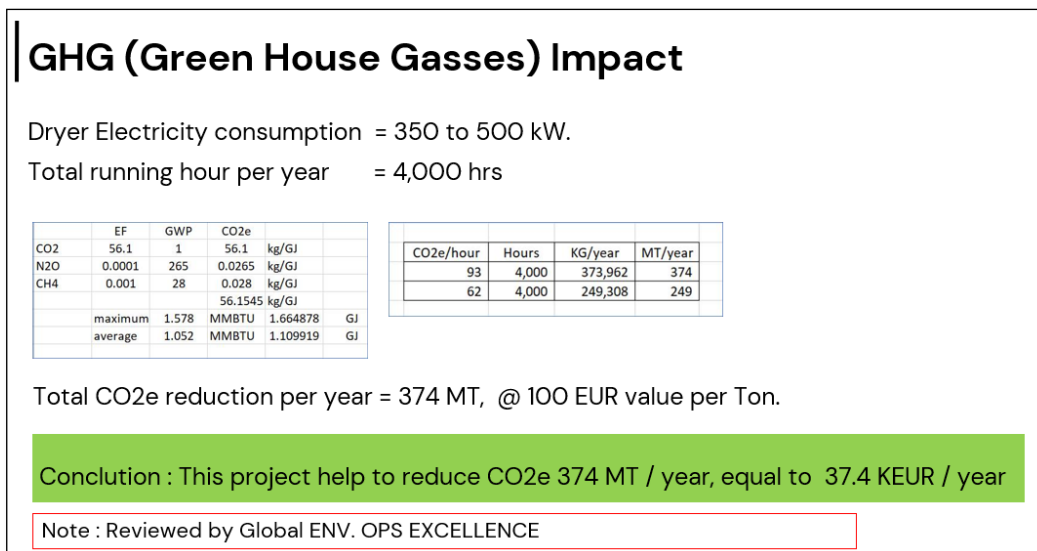 GHG (Green House Gasses) Impact
Dryer Electricity consumption = 350 to 500 kW.
Total running hour per year = 4,000 hrs
EF GWP CO2e
CO2 56.1 1 56.1 kg/GJ
N2O 0.0001 265 0.0265 kg/GJ
CH4 0.001 28 0.028 kg/GJ
56.1545 kg/GJ
maximum 1.578 MMBTU 1.664878 GJ
average 1.052 MMBTU 1.109919 GJ
CO2e/hour Hours KG/year MT/year
93 4,000 373,962 374
62 4,000 249,308 249
Total CO2e reduction per year = 374 MT, @ 100 EUR value per Ton.
Conclution : This project help to reduce CO2e 374 MT / year, equal to 37.4 KEUR / year
Note : Reviewed by Global ENV. OPS EXCELLENCE